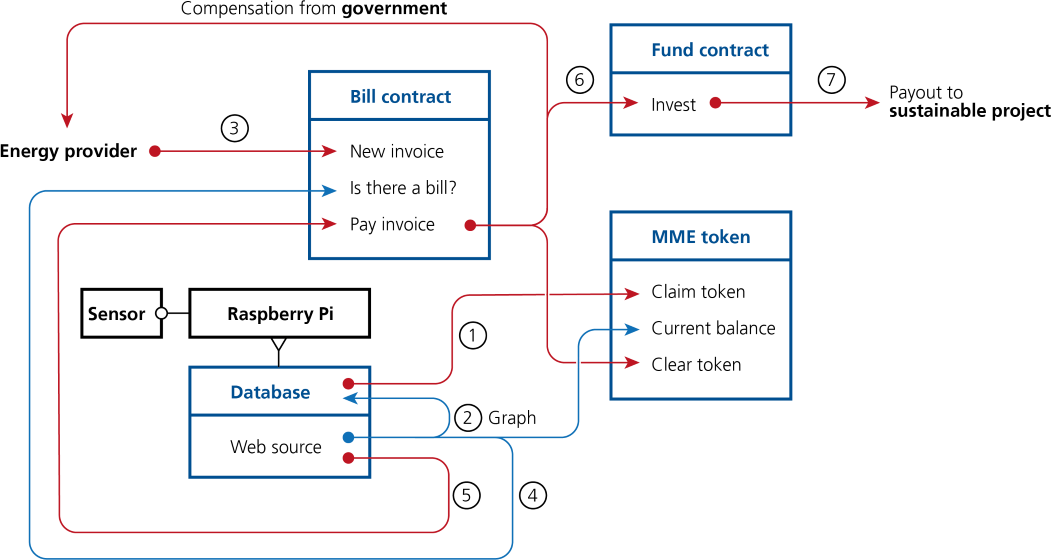 Compensation from government
Fund contract
6
7
Bill contract
Invest
Payout to
sustainable project
3
Energy provider
New invoice
Is there a bill?
Pay invoice
MME token
Claim token
Sensor
Raspberry Pi
1
Current balance
Clear token
Database
2 Graph
Web source
5
4